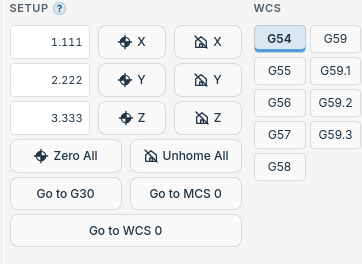 SETUP ?
1.111 X X
2.222 Y Y
3.333 Z Z
Zero All Unhome All
Go to G30 Go to MCS 0
Go to WCS 0
WCS
G54 G59
G55 G59.1
G56 G59.2
G57 G59.3
G58